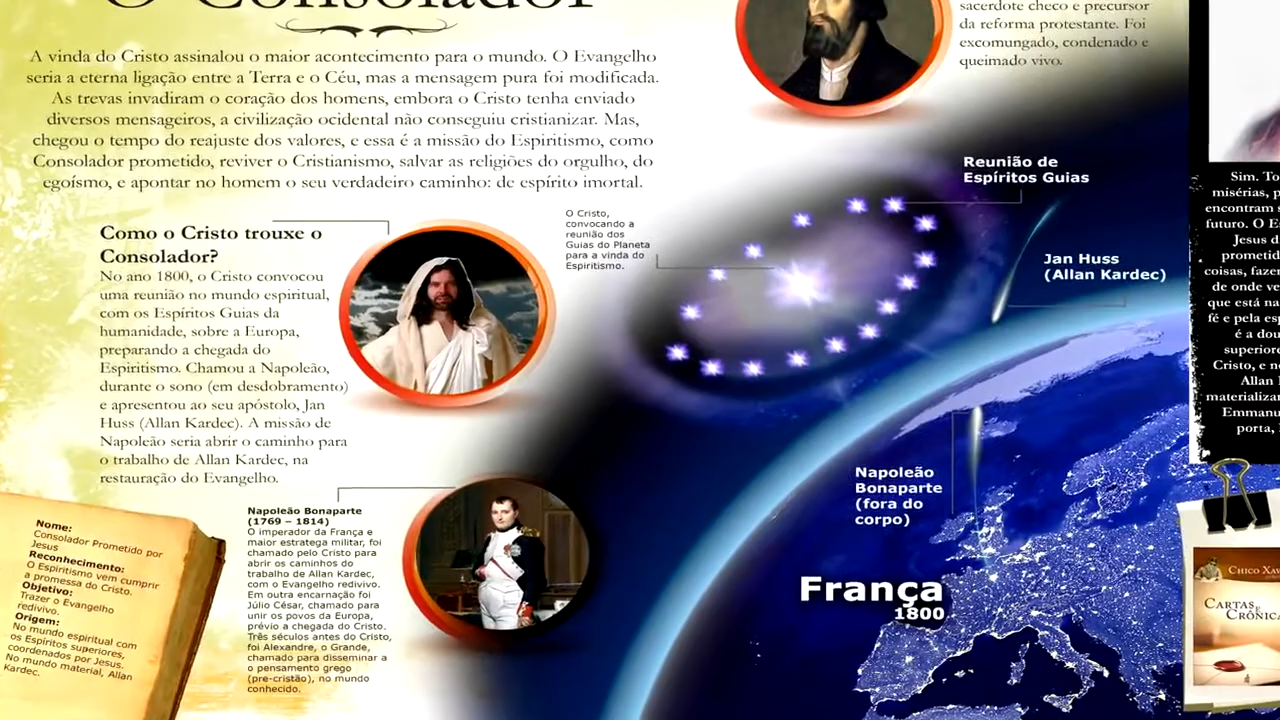 O Consolador
A vinda do Cristo assinalou o maior acontecimento para o mundo. O Evangelho
seria a eterna ligação entre a Terra e o Céu, mas a mensagem pura foi modificada.
As trevas invadiram o coração dos homens, embora o Cristo tenha enviado
diversos mensageiros, a civilização ocidental não conseguiu cristianizar. Mas,
chegou o tempo do reajuste dos valores, e essa é a missão do Espiritismo, como
Consolador prometido, reviver o Cristianismo, salvar as religiões do orgulho, do
egoísmo, e apontar no homem o seu verdadeiro caminho: de espírito imortal.
sacerdote checo e precursor
da reforma protestante. Foi
excomungado, condenado e
queimado vivo.
Como o Cristo trouxe o
Consolador?
No ano 1800, o Cristo convocou
uma reunião no mundo espiritual,
com os Espíritos Guias da
humanidade, sobre a Europa,
preparando a chegada do
Espiritismo. Chamou a Napoleão,
durante o sono (em desdobramento)
e apresentou ao seu apóstolo, Jan
Huss (Allan Kardec). A missão de
Napoleão seria abrir o caminho para
o trabalho de Allan Kardec, na
restauração do Evangelho.
O Cristo,
convocando a
reunião dos
Guias do Planeta
para a vinda do
Espiritismo.
Reunião de
Espíritos Guias
Jan Huss
(Allan Kardec)
Napoleão
Bonaparte
(fora do
corpo)
França
1800
Napoleão Bonaparte
(1769 – 1814)
O imperador da França e
maior estratega militar, foi
chamado pelo Cristo para
abrir os caminhos do
trabalho de Allan Kardec,
com o Evangelho redivivo.
Em outra encarnação foi
Júlio César, chamado para
unir os povos da Europa,
prévio a chegada do Cristo.
Três séculos antes do Cristo,
foi Alexandre, o Grande,
chamado para disseminar a
o pensamento grego
(pre-cristão), no mundo
conhecido.
Nome:
Consolador Prometido por
Jesus
Reconhecimento:
O Espiritismo vem cumprir
a promessa do Cristo.
Objetivo:
Trazer o Evangelho
redivivo.
Origem:
No mundo espiritual com
os Espíritos superiores,
coordenados por Jesus.
No mundo material, Allan
Kardec.
Sim. To
misérias, p
encontram
futuro. O E
Jesus d
prometid
coisas, faze
de onde ve
que está na
fé e pela es
é a dou
superior
Cristo, e n
Allan
materializa
Emmanu
porta,
CHICO XAV
CARTAS E
CRÔNICA